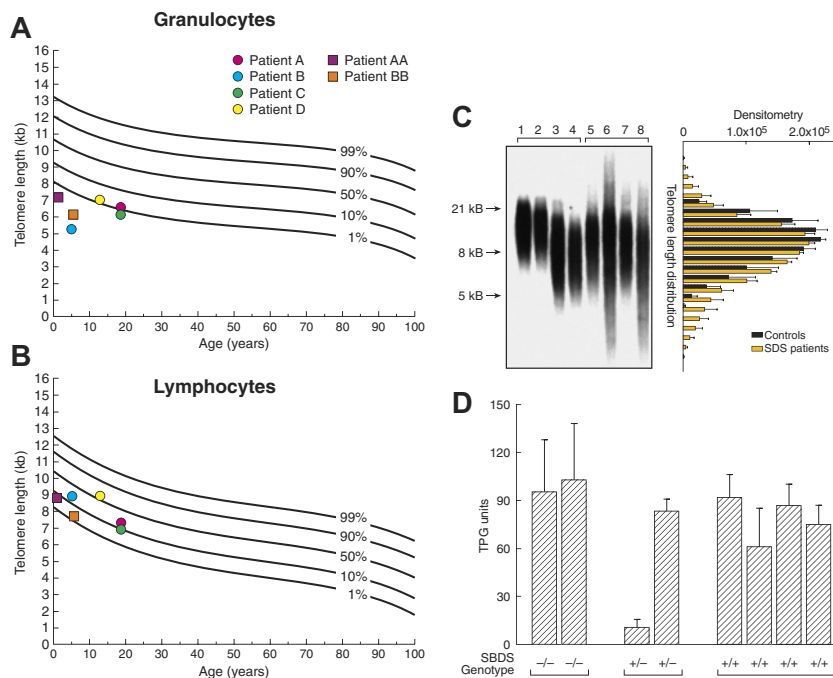 A
Granulocytes
Telomere length (kb)
16
15
14
13
12
11
10
9
8
7
6
5
4
3
2
1
0
Patient A
Patient B
Patient C
Patient D
Patient AA
Patient BB
99%
90%
50%
10%
1%
0 10 20 30 40 50 60 70 80 90 100
Age (years)
B
Lymphocytes
Telomere length (kb)
16
15
14
13
12
11
10
9
8
7
6
5
4
3
2
1
0
99%
90%
50%
10%
1%
0 10 20 30 40 50 60 70 80 90 100
Age (years)
C
1 2 3 4 5 6 7 8
21 kB
8 kB
5 kB
Densitometry
0 1.0x10⁵ 2.0x10⁵
Telomere length distribution
Controls
SDS patients
D
TPG units
150
120
90
60
30
0
SBDS
Genotype
–/– –/– +/– +/– +/+ +/+ +/+ +/+